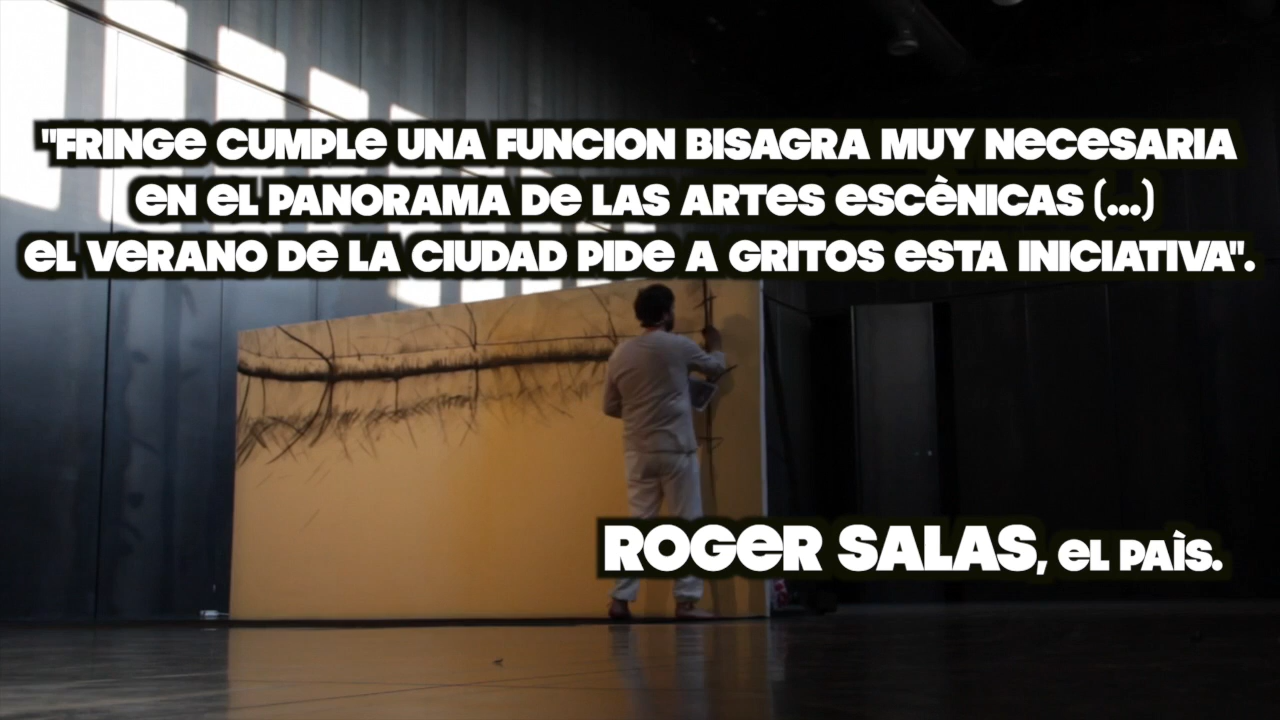 "FRINGE CUMPLE UNA FUNCION BISAGRA MUY NECESARIA
EN EL PANORAMA DE LAS ARTES ESCÈNICAS (...)
EL VERANO DE LA CIUDAD PIDE A GRITOS ESTA INICIATIVA".
ROGER SALAS, EL PAÌS.